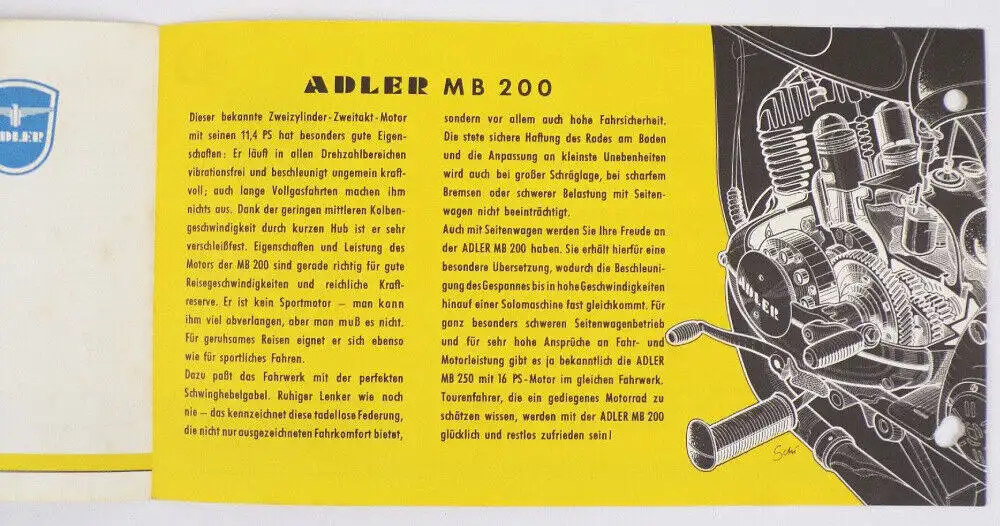 ADLER
ADLER MB 200
Dieser bekannte Zweizylinder-Zweitakt-Motor
mit seinen 11,4 PS hat besonders gute Eigen-
schaften: Er läuft in allen Drehzahlbereichen
vibrationsfrei und beschleunigt ungemein kraft-
voll; auch lange Vollgasfahrten machen ihm
nichts aus. Dank der geringen mittleren Kolben-
geschwindigkeit durch kurzen Hub ist er sehr
verschleißfest. Eigenschaften und Leistung des
Motors der MB 200 sind gerade richtig für gute
Reisegeschwindigkeiten und reichliche Kraft-
reserve. Er ist kein Sportmotor – man kann
ihm viel abverlangen, aber man muß es nicht.
Für geruhsames Reisen eignet er sich ebenso
wie für sportliches Fahren.
Dazu paßt das Fahrwerk mit der perfekten
Schwinghebelgabel. Ruhiger Lenker wie noch
nie – das kennzeichnet diese tadellose Federung,
die nicht nur ausgezeichneten Fahrkomfort bietet,
sondern vor allem auch hohe Fahrsicherheit.
Die stete sichere Haftung des Rades am Boden
und die Anpassung an kleinste Unebenheiten
wird auch bei großer Schräglage, bei scharfem
Bremsen oder schwerer Belastung mit Seiten-
wagen nicht beeinträchtigt.
Auch mit Seitenwagen werden Sie Ihre Freude an
der ADLER MB 200 haben. Sie erhält hierfür eine
besondere Übersetzung, wodurch die Beschleuni-
gung des Gespannes bis in hohe Geschwindigkeiten
hinauf einer Solomaschine fast gleichkommt. Für
ganz besonders schweren Seitenwagenbetrieb
und für sehr hohe Ansprüche an Fahr- und
Motorleistung gibt es ja bekanntlich die ADLER
MB 250 mit 16 PS-Motor im gleichen Fahrwerk.
Tourenfahrer, die ein gediegenes Motorrad zu
schätzen wissen, werden mit der ADLER MB 200
glücklich und restlos zufrieden sein!
ADLER